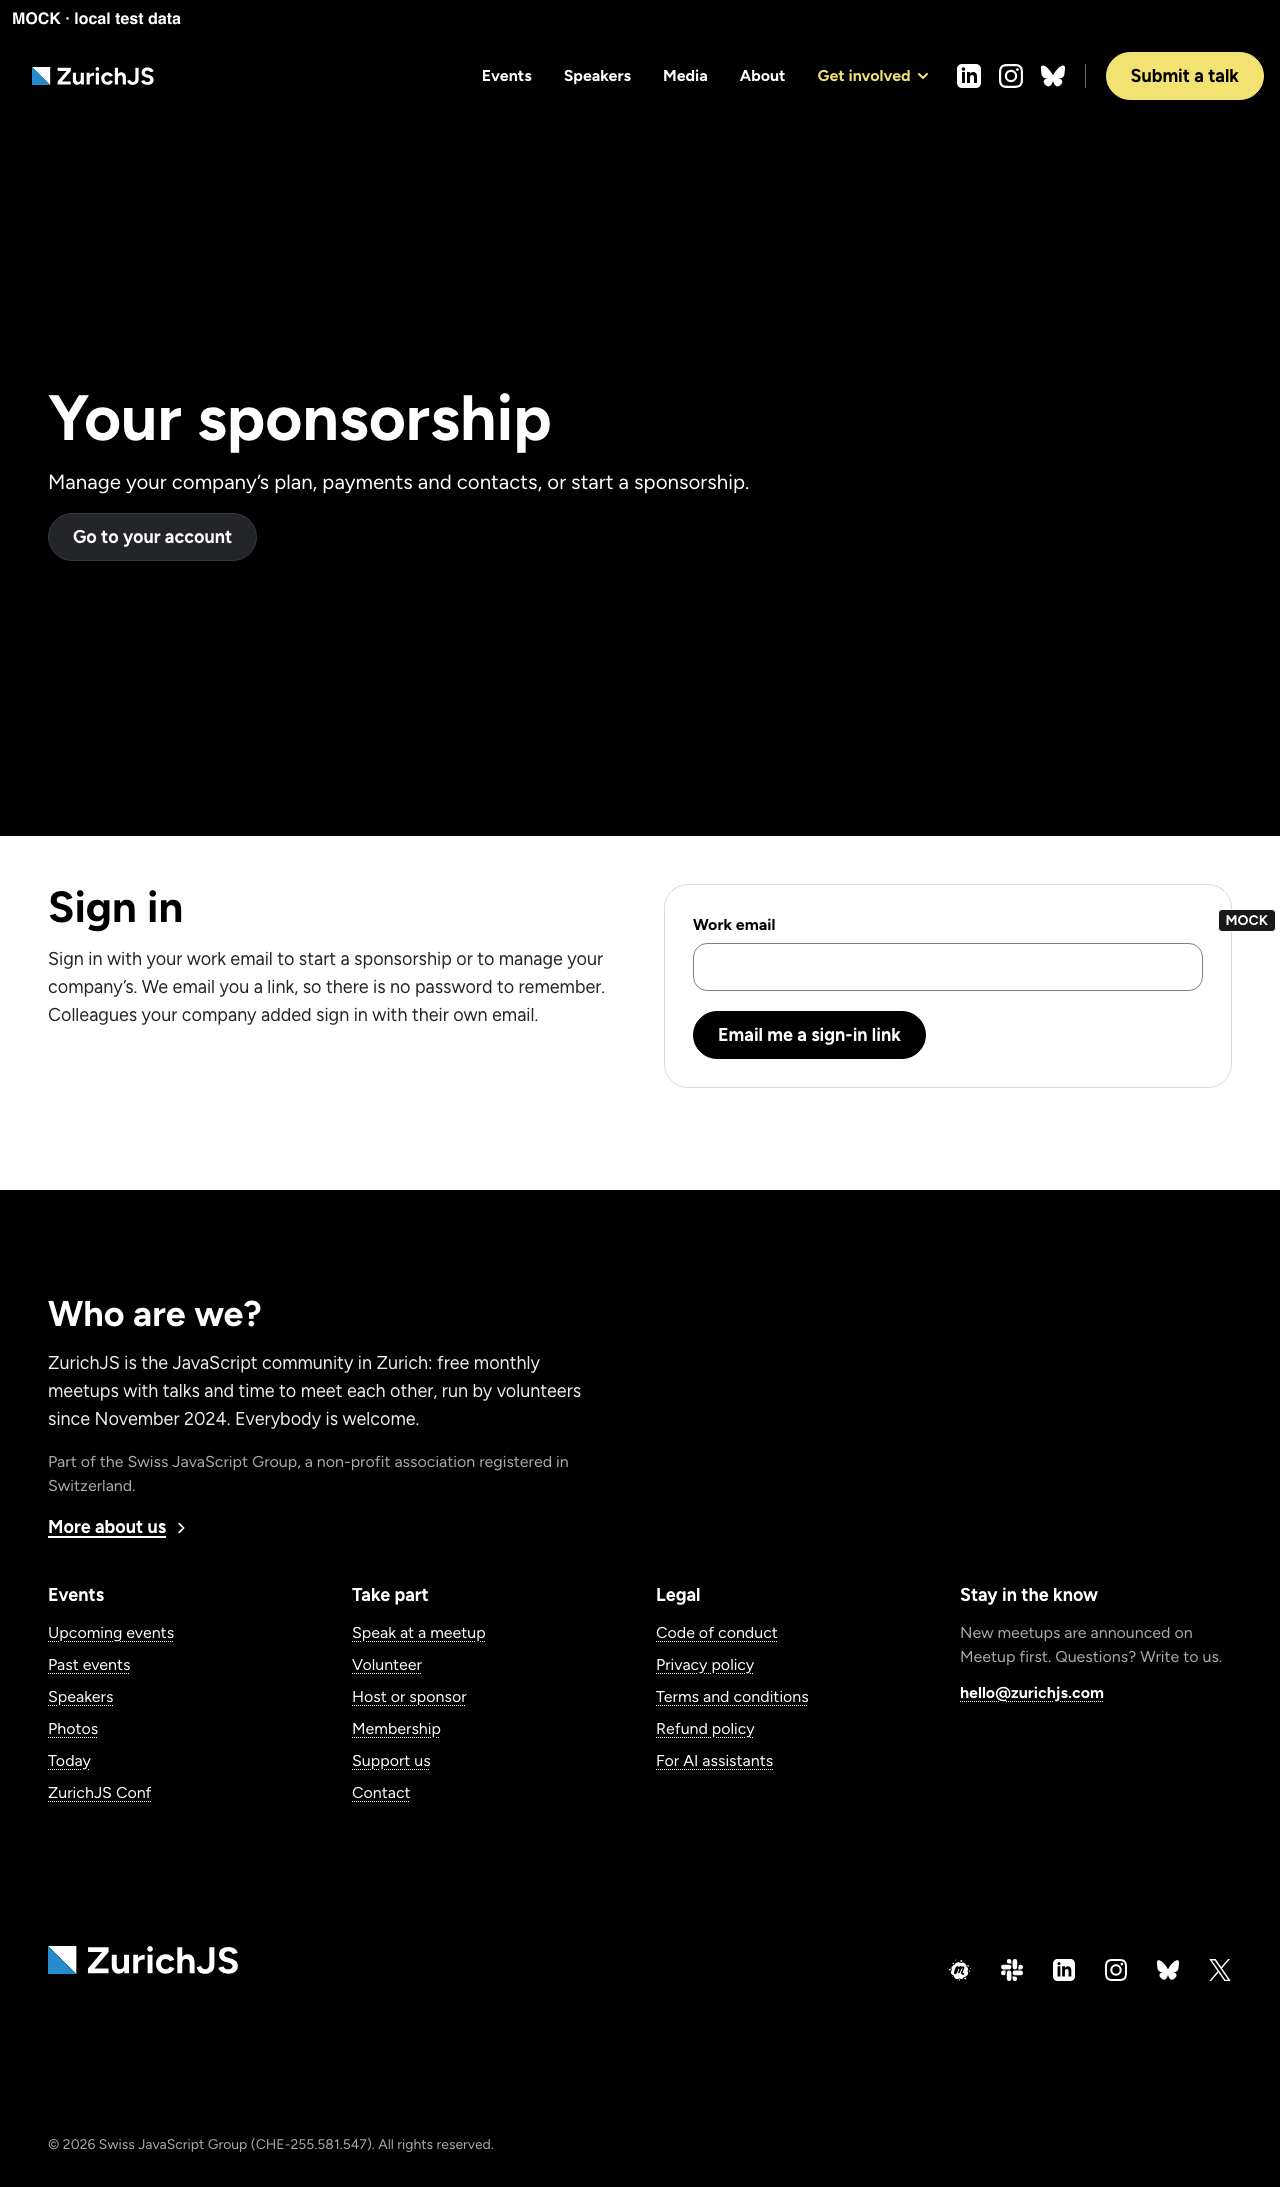 MOCK · local test data
ZurichJS
Events
Speakers
Media
About
Get involved
Submit a talk
Your sponsorship
Manage your company’s plan, payments and contacts, or start a sponsorship.
Go to your account
Sign in
Sign in with your work email to start a sponsorship or to manage your
company’s. We email you a link, so there is no password to remember.
Colleagues your company added sign in with their own email.
Work email
MOCK
Email me a sign-in link
Who are we?
ZurichJS is the JavaScript community in Zurich: free monthly
meetups with talks and time to meet each other, run by volunteers
since November 2024. Everybody is welcome.
Part of the Swiss JavaScript Group, a non-profit association registered in
Switzerland.
More about us
Events
Upcoming events
Past events
Speakers
Photos
Today
ZurichJS Conf
Take part
Speak at a meetup
Volunteer
Host or sponsor
Membership
Support us
Contact
Legal
Code of conduct
Privacy policy
Terms and conditions
Refund policy
For AI assistants
Stay in the know
New meetups are announced on
Meetup first. Questions? Write to us.
hello@zurichjs.com
ZurichJS
© 2026 Swiss JavaScript Group (CHE-255.581.547). All rights reserved.